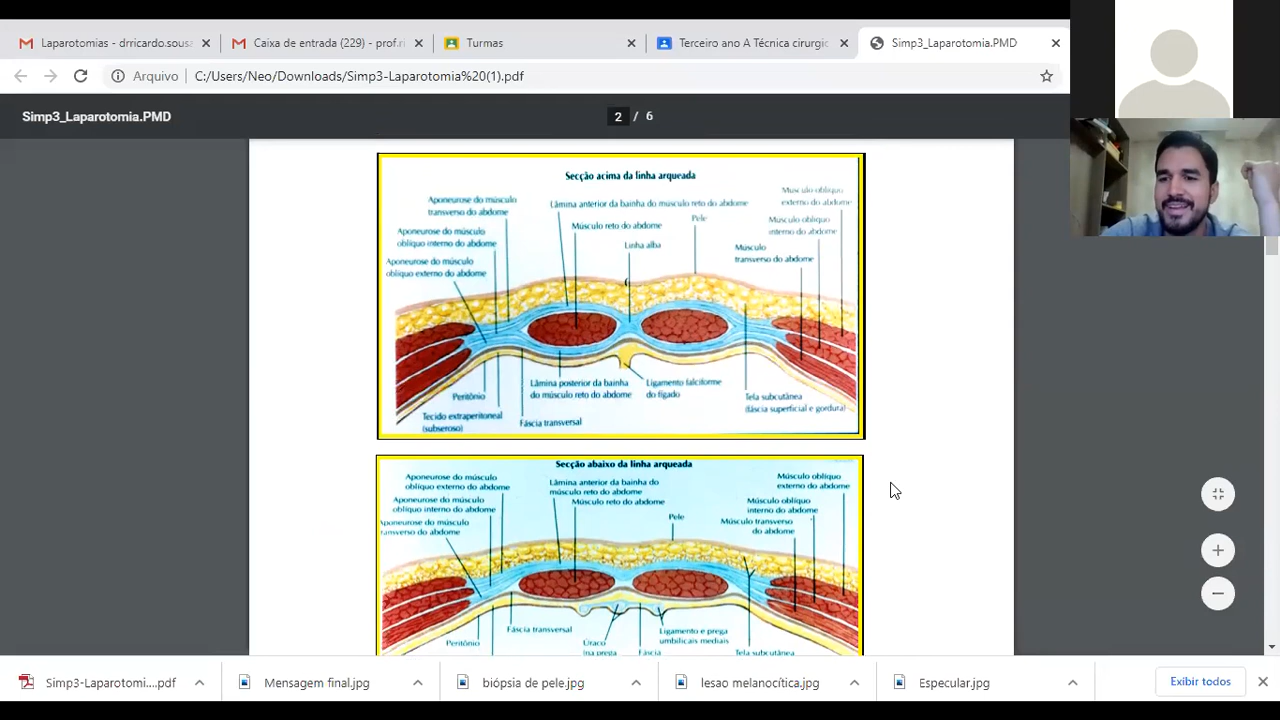 Laparotomias - drricardo.sous
Caixa de entrada (229) - prof.ri
Turmas
Terceiro ano A Técnica cirurgic
Simp3_Laparotomia.PMD
Arquivo C:/Users/Neo/Downloads/Simp3-Laparotomia%20(1).pdf
Simp3_Laparotomia.PMD
2 / 6
Secção acima da linha arqueada
Aponeurose do músculo
transverso do abdome
Aponeurose do músculo
oblíquo interno do abdome
Aponeurose do músculo
oblíquo externo do abdome
Lâmina anterior da bainha do músculo reto do abdome
Músculo reto do abdome
Linha alba
Pele
Músculo oblíquo
externo do abdome
Músculo oblíquo
interno do abdome
Músculo
transverso do abdome
Peritônio
Tecido extraperitoneal
(subseroso)
Fáscia transversal
Lâmina posterior da bainha
do músculo reto do abdome
Ligamento falciforme
do fígado
Tela subcutânea
(fáscia superficial e gordura)
Secção abaixo da linha arqueada
Aponeurose do músculo
oblíquo externo do abdome
Aponeurose do músculo
oblíquo interno do abdome
Aponeurose do músculo
transverso do abdome
Lâmina anterior da bainha do
músculo reto do abdome
Músculo reto do abdome
Pele
Músculo oblíquo
externo do abdome
Músculo oblíquo
interno do abdome
Músculo transverso
do abdome
Peritônio
Fáscia transversal
Úraco
(na prega
Ligamento e prega
umbilicais mediais
Fáscia
Tela subcutânea
Simp3-Laparotomi....pdf
Mensagem final.jpg
biópsia de pele.jpg
lesao melanocítica.jpg
Especular.jpg
Exibir todos